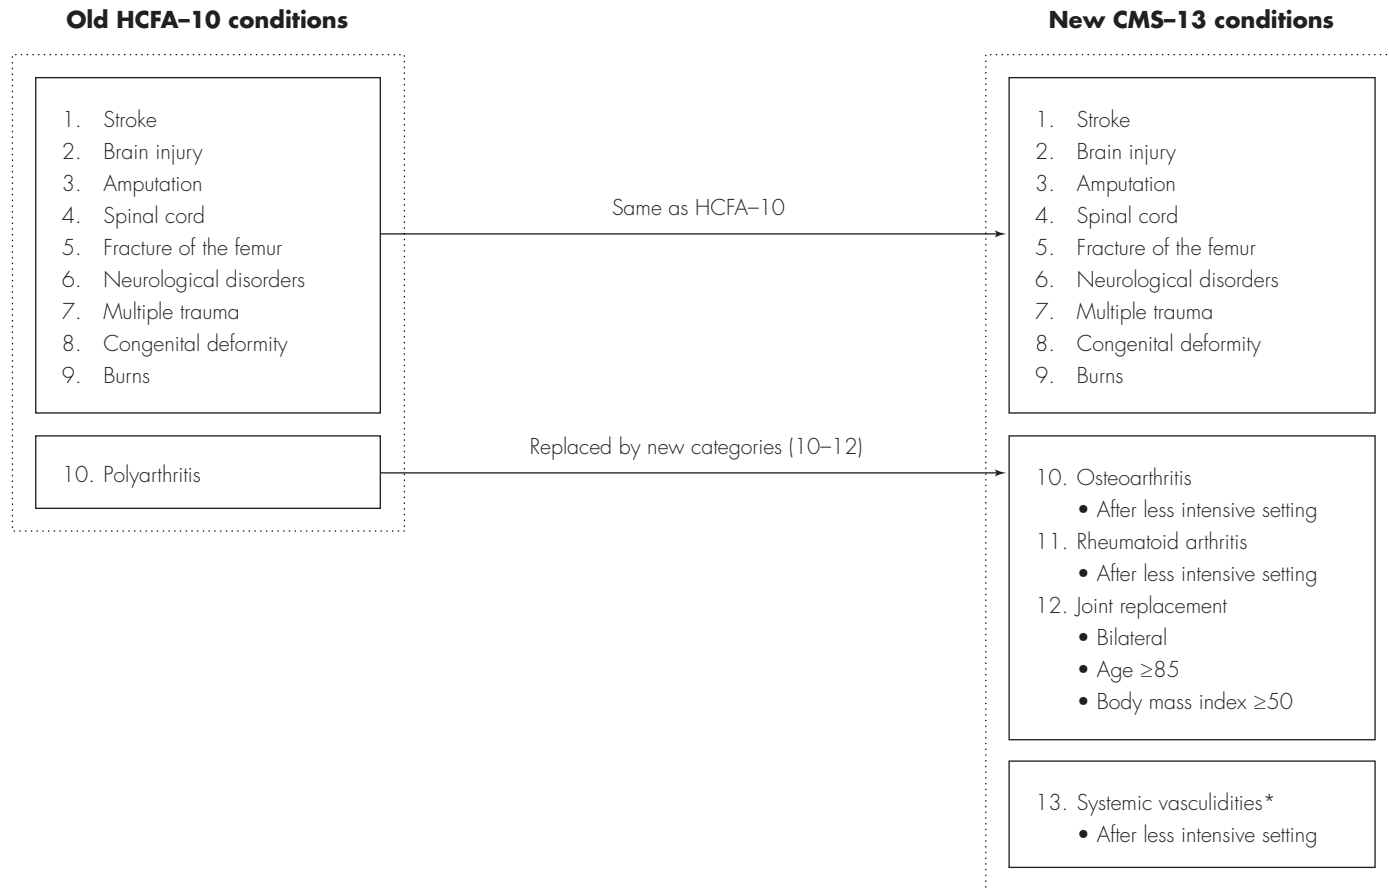 Old HCFA–10 conditions
1. Stroke
2. Brain injury
3. Amputation
4. Spinal cord
5. Fracture of the femur
6. Neurological disorders
7. Multiple trauma
8. Congenital deformity
9. Burns
10. Polyarthritis
Same as HCFA–10
Replaced by new categories (10–12)
New CMS–13 conditions
1. Stroke
2. Brain injury
3. Amputation
4. Spinal cord
5. Fracture of the femur
6. Neurological disorders
7. Multiple trauma
8. Congenital deformity
9. Burns
10. Osteoarthritis
• After less intensive setting
11. Rheumatoid arthritis
• After less intensive setting
12. Joint replacement
• Bilateral
• Age ≥85
• Body mass index ≥50
13. Systemic vasculidities*
• After less intensive setting